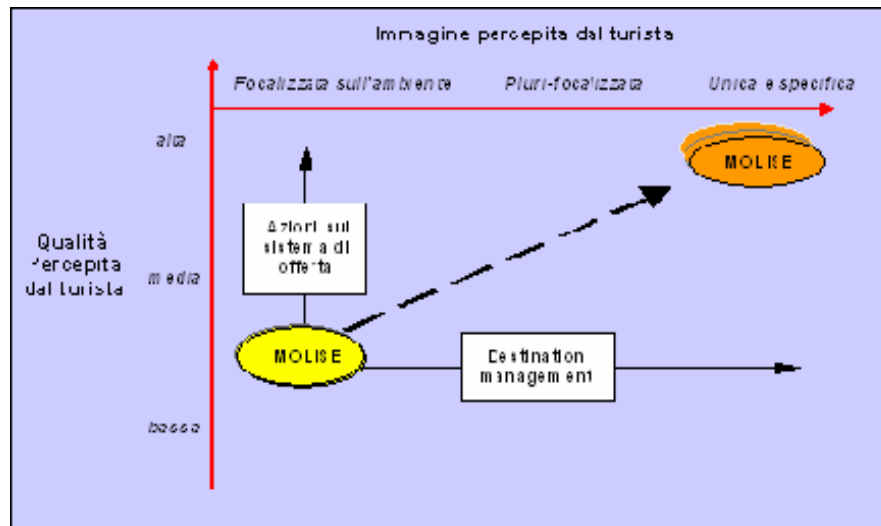 Immagine percepita dal turista
Focalizzata sull'ambiente
Pluri-focalizzata
Unica e specifica
alta
MOLISE
Azioni sul
sistema di
offerta
Qualità
Percepita
dal turista
media
MOLISE
Destination
management
bassa